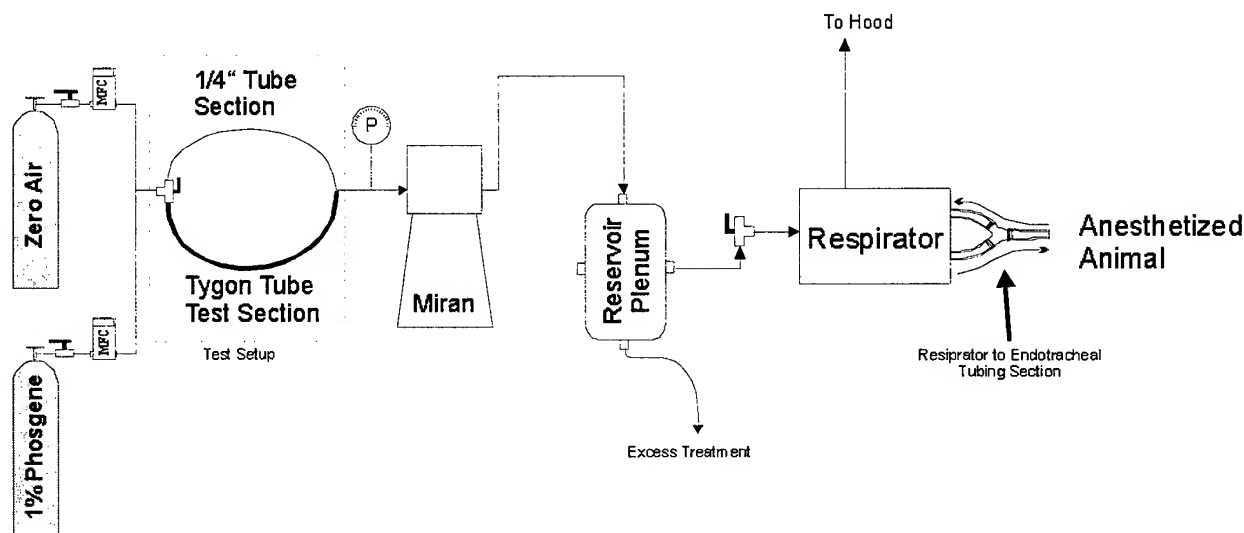 To Hood
1/4" Tube
Section
MFC
Zero Air
P
Tygon Tube
Test Section
Test Setup
MFC
1% Phosgene
Miran
Reservoir
Plenum
Respirator
Anesthetized
Animal
Resiprator to Endotracheal
Tubing Section
Excess Treatment